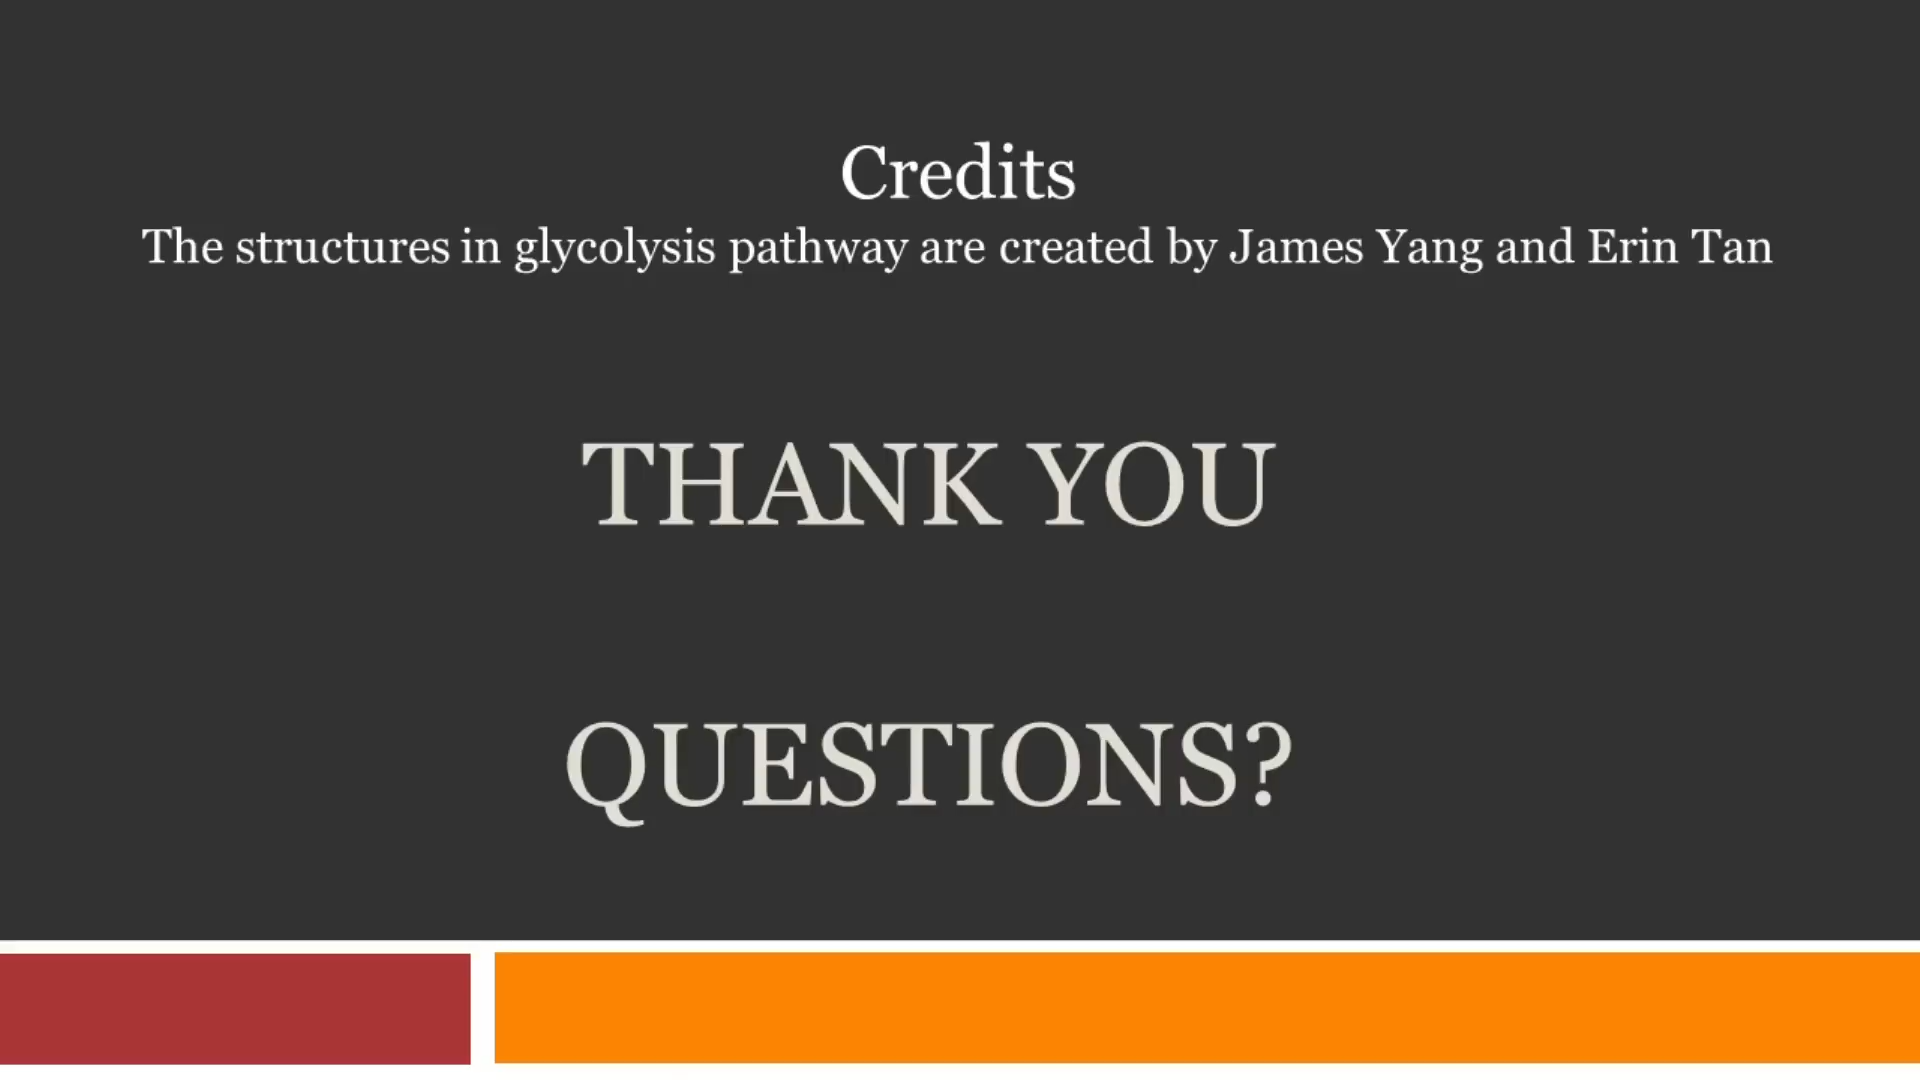 Credits
The structures in glycolysis pathway are created by James Yang and Erin Tan
THANK YOU
QUESTIONS?